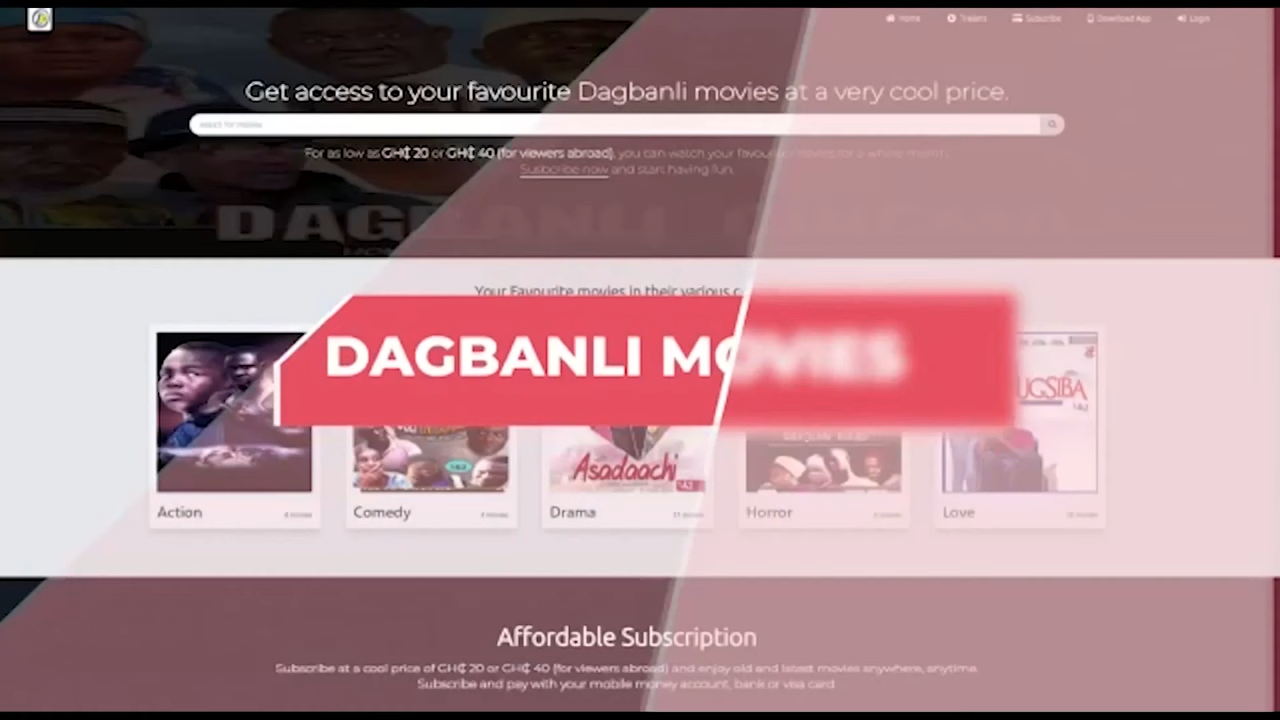 Home Trailers Subscribe Download App Login
Get access to your favourite Dagbanli movies at a very cool price.
For as low as GH₵ 20 or GH₵ 40 (for viewers abroad), you can watch your favourite movies for a whole month.
Subscribe now and start having fun.
DAGBANLI
Your Favourite movies in their various
DAGBANLI MOVIES
UGSIBA
Asadaachi
1&2
Action
Comedy
Drama
Horror
Love
Affordable Subscription
Subscribe at a cool price of GH₵ 20 or GH₵ 40 (for viewers abroad) and enjoy old and latest movies anywhere, anytime.
Subscribe and pay with your mobile money account, bank or visa card